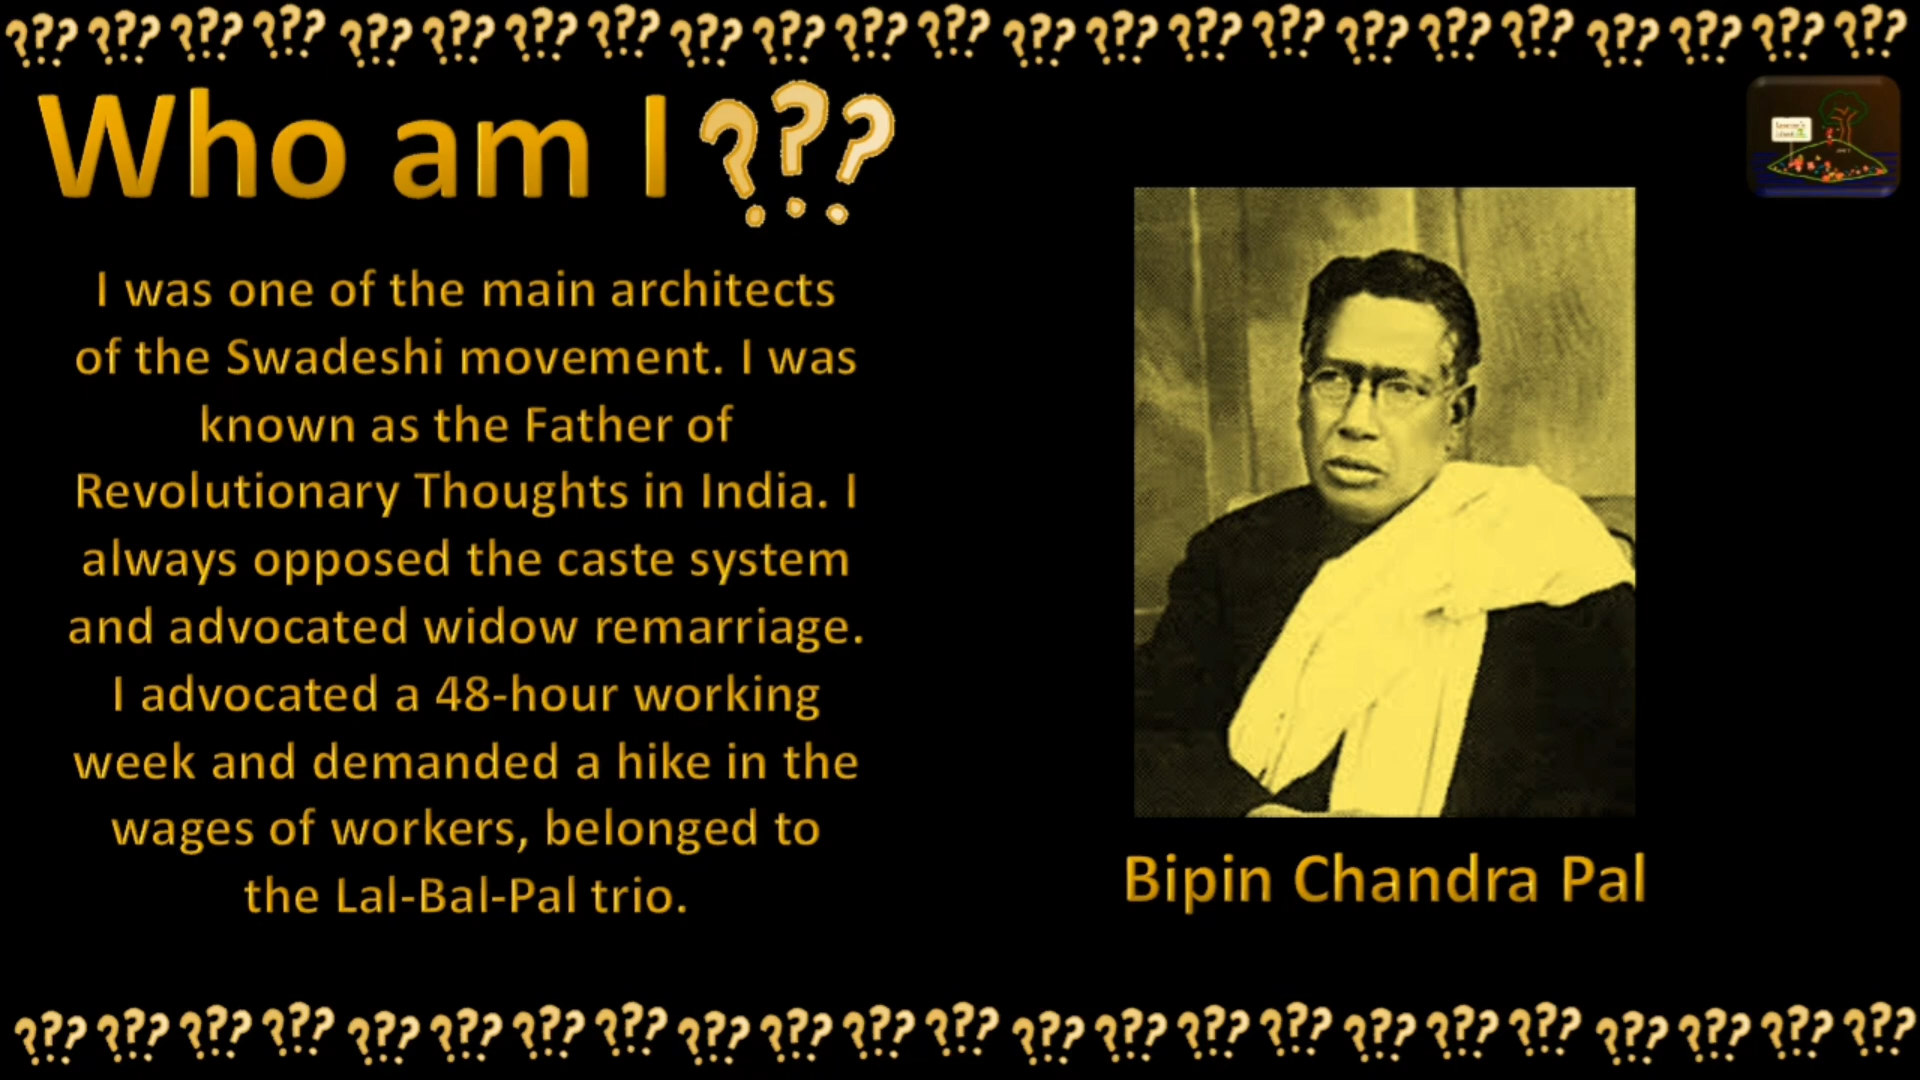 Who am I ???
I was one of the main architects
of the Swadeshi movement. I was
known as the Father of
Revolutionary Thoughts in India. I
always opposed the caste system
and advocated widow remarriage.
I advocated a 48-hour working
week and demanded a hike in the
wages of workers, belonged to
the Lal-Bal-Pal trio.
Bipin Chandra Pal